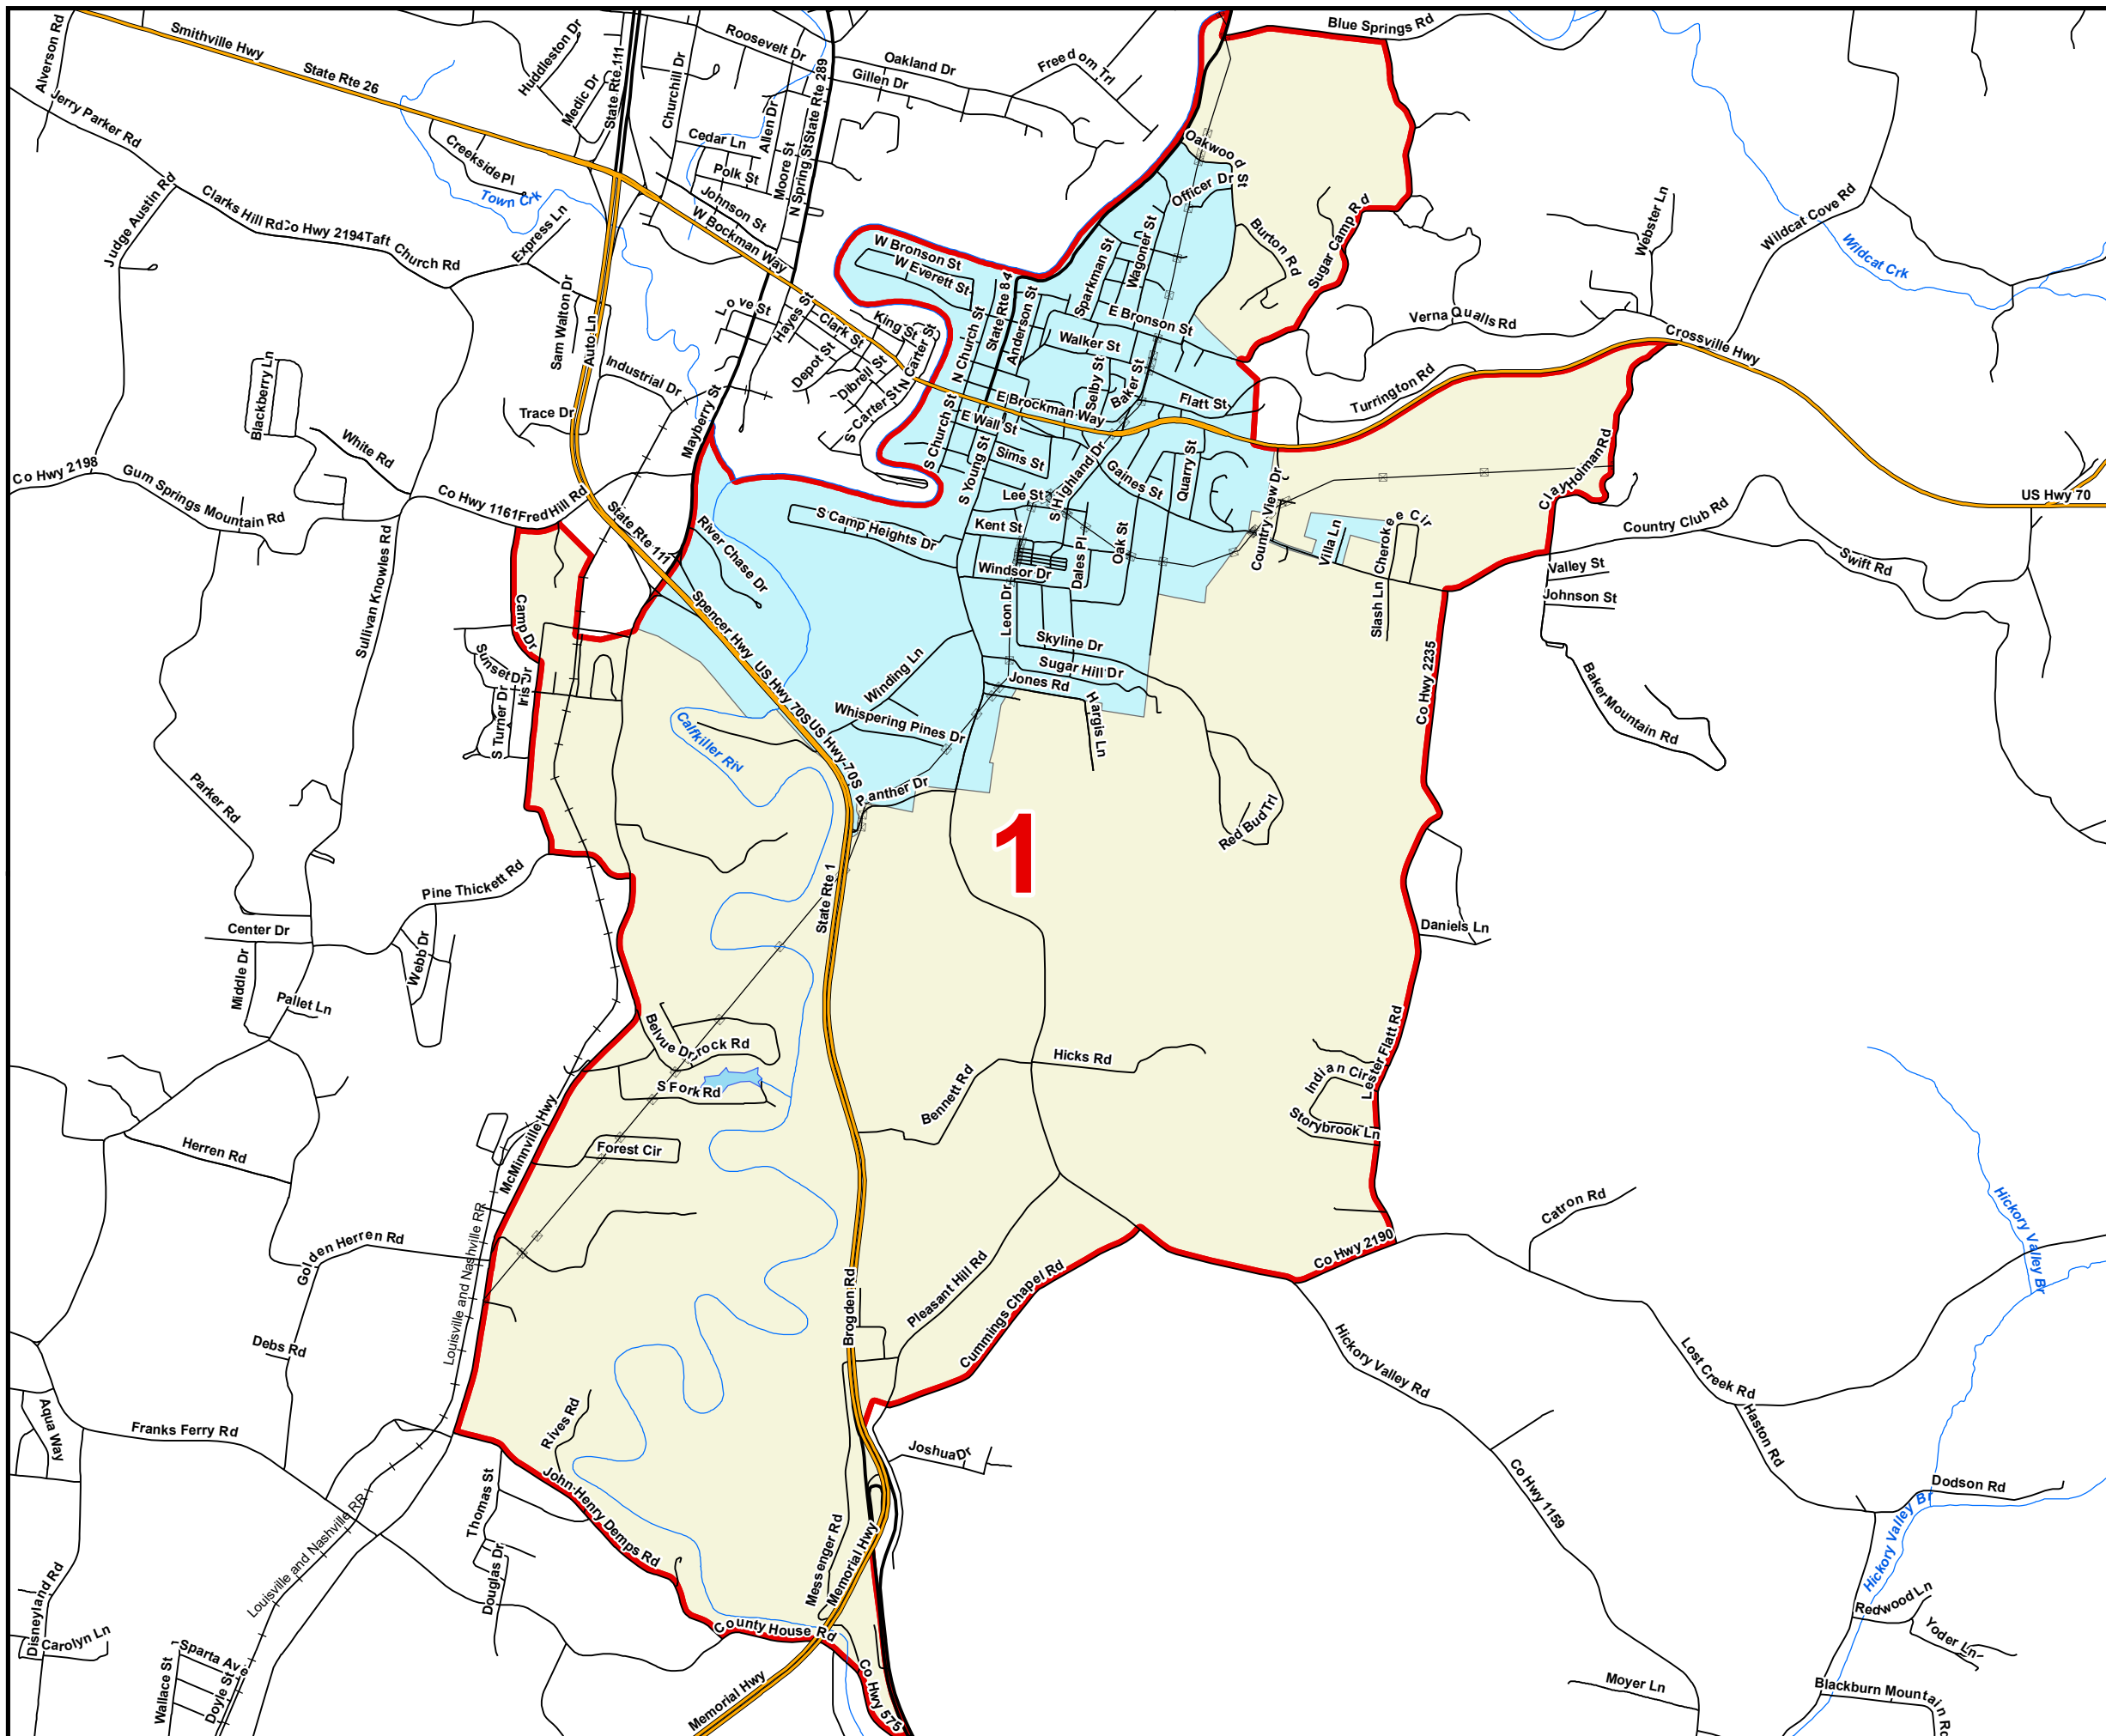 Alverson Rd
Smithville Hwy
State Rte 26
Jerry Parker Rd
Huddleston Dr
Medic Dr
State Rte 111
Churchill Dr
Roosevelt Dr
State Rte 289
Oakland Dr
Gillen Dr
Freedom Trl
Blue Springs Rd
Cedar Ln
Allen Dr
Polk St
Moore St
N Spring St
Johnson St
W Bockman Way
Creekside Pl
Town Crk
Judge Austin Rd
Clarks Hill Rd
Co Hwy 2194
Taft Church Rd
Express Ln
Oakwood St
Officer Dr
Burton Rd
Sugar Camp Rd
Webster Ln
Wildcat Cove Rd
Wildcat Crk
W Bronson St
W Everett St
State Rte 84
Sparkman St
Wagoner St
Anderson St
E Bronson St
Walker St
N Church St
Selby St
Baker St
Flatt St
Verna Qualls Rd
Crossville Hwy
Turrington Rd
Sam Walton Dr
Auto Ln
Industrial Dr
Love St
Hayes St
Clark St
King St
Depot St
Dibrell St
N Carter St
S Carter St
Trace Dr
Mayberry St
Blackberry Ln
White Rd
Co Hwy 2198
Gum Springs Mountain Rd
Co Hwy 1161
Fred Hill Rd
State Rte 111
E Brockman Way
E Wall St
S Church St
S Young St
Sims St
S Highland Dr
Gaines St
Quarry St
Lee St
Kent St
Country View Dr
Clay Holman Rd
US Hwy 70
Country Club Rd
Swift Rd
Villa Ln
Cherokee Cir
Slash Ln
Valley St
Johnson St
Baker Mountain Rd
S Camp Heights Dr
River Chase Dr
Windsor Dr
Dales Pl
Oak St
Leon Dr
Skyline Dr
Sugar Hill Dr
Jones Rd
Hargis Ln
Winding Ln
Whispering Pines Dr
Panther Dr
Spencer Hwy
US Hwy 70S
US Hwy-70S
Calfkiller Riv
Sullivan Knowles Rd
Camp Dr
Sunset Dr
Iris Dr
S Turner Dr
Co Hwy 2235
Red Bud Trl
1
Parker Rd
Pine Thickett Rd
Center Dr
Middle Dr
Webb Dr
Pallet Ln
State Rte 1
Daniels Ln
Belvue Dr
rock Rd
S Fork Rd
Forest Cir
Hicks Rd
Bennett Rd
Indian Cir
Lester Flatt Rd
Storybrook Ln
McMinnville Hwy
Herren Rd
Golden Herren Rd
Louisville and Nashville RR
Debs Rd
Brogden Rd
Pleasant Hill Rd
Cummings Chapel Rd
Co Hwy 2190
Catron Rd
Hickory Valley Br
Hickory Valley Rd
Lost Creek Rd
Haston Rd
Aqua Way
Franks Ferry Rd
Rives Rd
Joshua Dr
Co Hwy 1159
Dodson Rd
Hickory Valley Br
Thomas St
John Henry Demps Rd
Messenger Rd
Memorial Hwy
Louisville and Nashville RR
Douglas Dr
Disneyland Rd
Carolyn Ln
Sparta Ave
Wallace St
Doyle St
County House Rd
Memorial Hwy
Co Hwy 575
Redwood Ln
Yoder Ln
Moyer Ln
Blackburn Mountain Rd